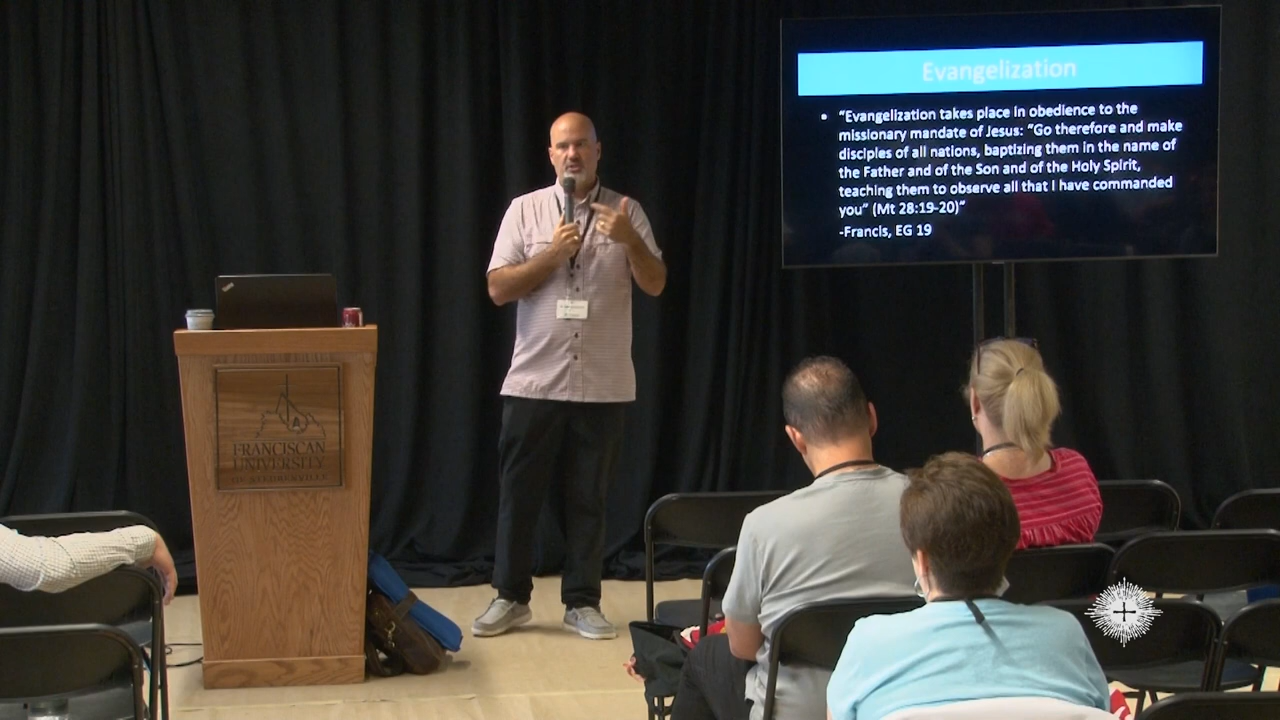 Evangelization
• “Evangelization takes place in obedience to the
missionary mandate of Jesus: “Go therefore and make
disciples of all nations, baptizing them in the name of
the Father and of the Son and of the Holy Spirit,
teaching them to observe all that I have commanded
you” (Mt 28:19-20)“
-Francis, EG 19
FRANCISCAN
UNIVERSITY
OF STEUBENVILLE